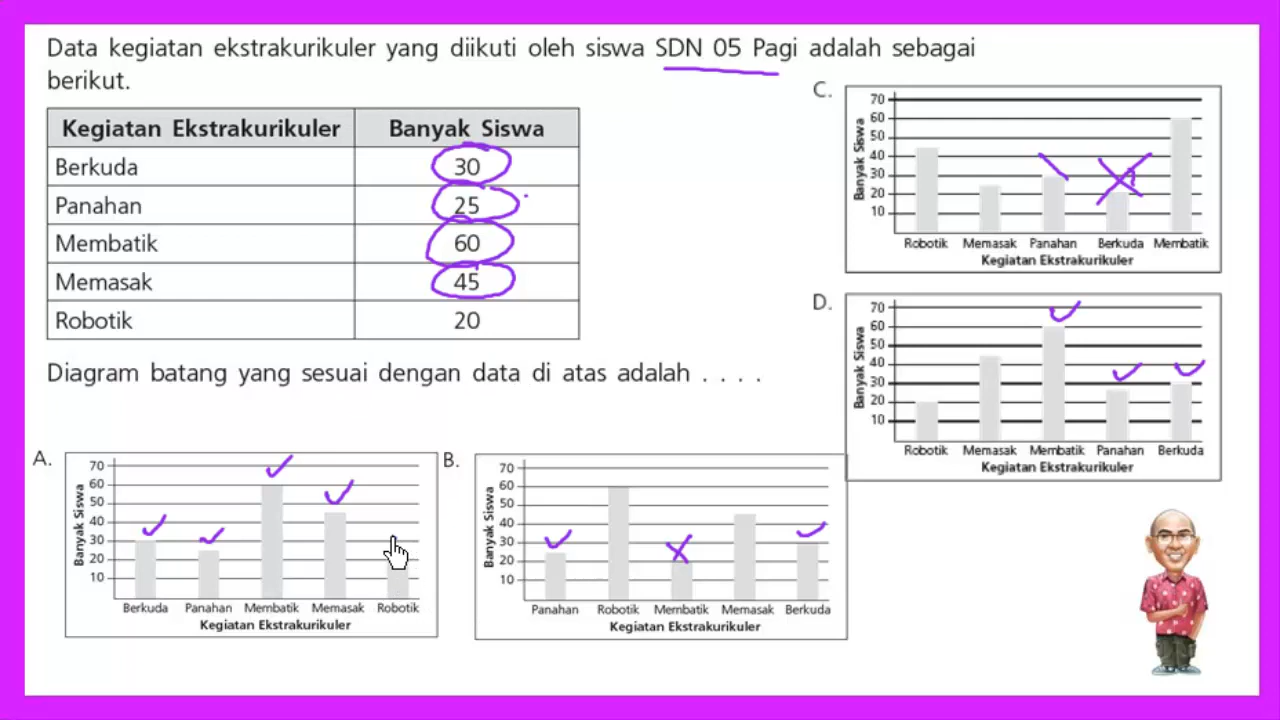 Data kegiatan ekstrakurikuler yang diikuti oleh siswa SDN 05 Pagi adalah sebagai
berikut.
Kegiatan Ekstrakurikuler Banyak Siswa
Berkuda 30
Panahan 25
Membatik 60
Memasak 45
Robotik 20
Diagram batang yang sesuai dengan data di atas adalah . . . .
A.
Banyak Siswa
70
60
50
40
30
20
10
Berkuda Panahan Membatik Memasak Robotik
Kegiatan Ekstrakurikuler
B.
Banyak Siswa
70
60
50
40
30
20
10
Panahan Robotik Membatik Memasak Berkuda
Kegiatan Ekstrakurikuler
C.
Banyak Siswa
70
60
50
40
30
20
10
Robotik Memasak Panahan Berkuda Membatik
Kegiatan Ekstrakurikuler
D.
Banyak Siswa
70
60
50
40
30
20
10
Robotik Memasak Membatik Panahan Berkuda
Kegiatan Ekstrakurikuler